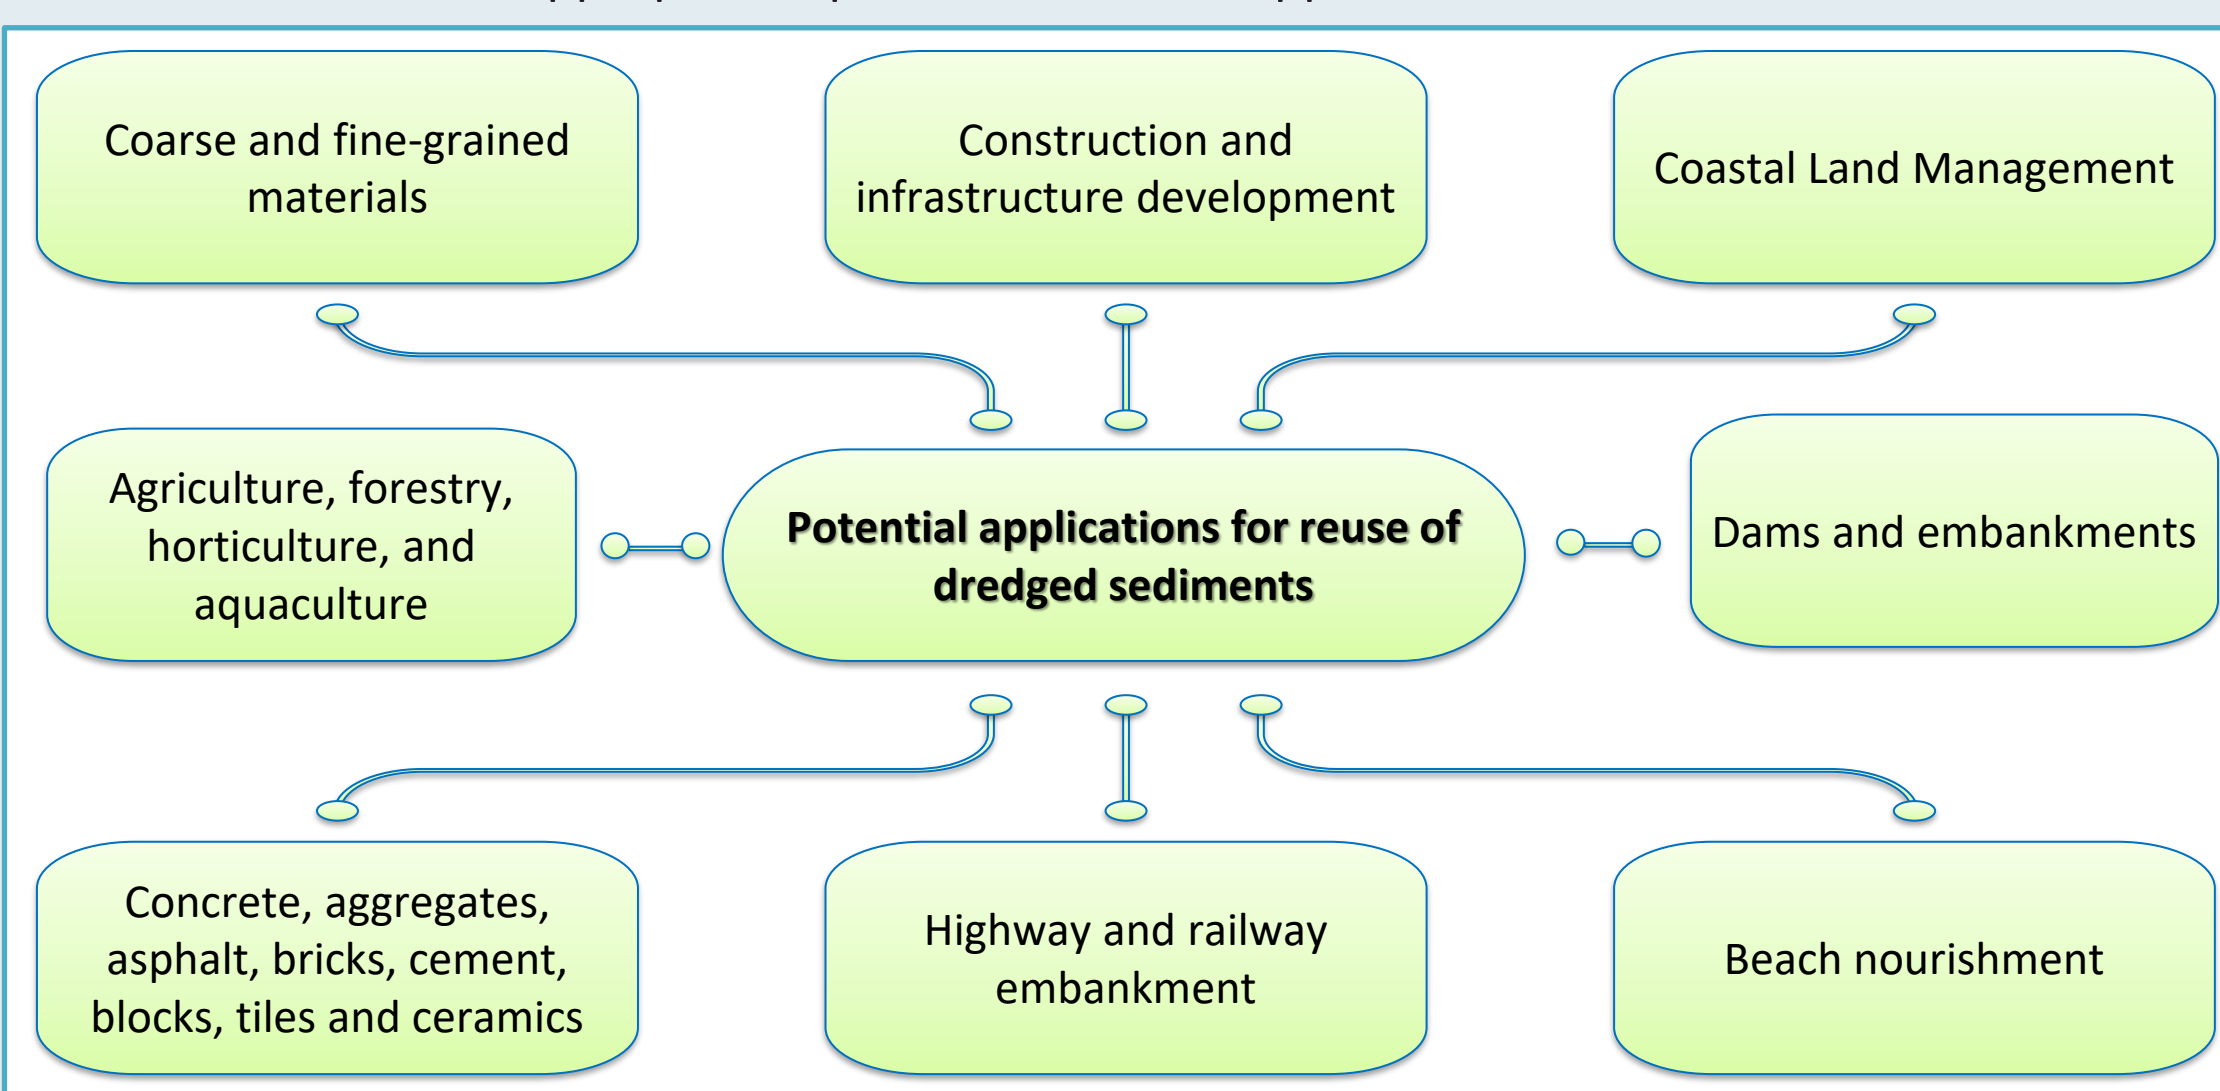 Coarse and fine-grained
materials
Construction and
infrastructure development
Coastal Land Management
Agriculture, forestry,
horticulture, and
aquaculture
Potential applications for reuse of
dredged sediments
Dams and embankments
Concrete, aggregates,
asphalt, bricks, cement,
blocks, tiles and ceramics
Highway and railway
embankment
Beach nourishment